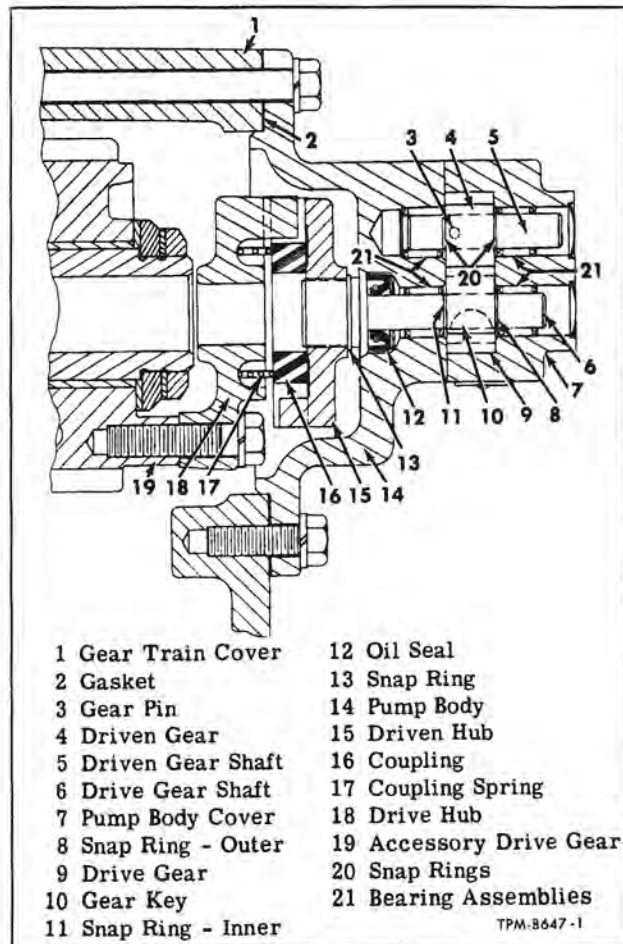 1
2
3 4 5
21
20
21
6
7
8
9
10
11
12
13
14
15
16
17
18
19
1 Gear Train Cover
2 Gasket
3 Gear Pin
4 Driven Gear
5 Driven Gear Shaft
6 Drive Gear Shaft
7 Pump Body Cover
8 Snap Ring - Outer
9 Drive Gear
10 Gear Key
11 Snap Ring - Inner
12 Oil Seal
13 Snap Ring
14 Pump Body
15 Driven Hub
16 Coupling
17 Coupling Spring
18 Drive Hub
19 Accessory Drive Gear
20 Snap Rings
21 Bearing Assemblies
TPM-8647-1